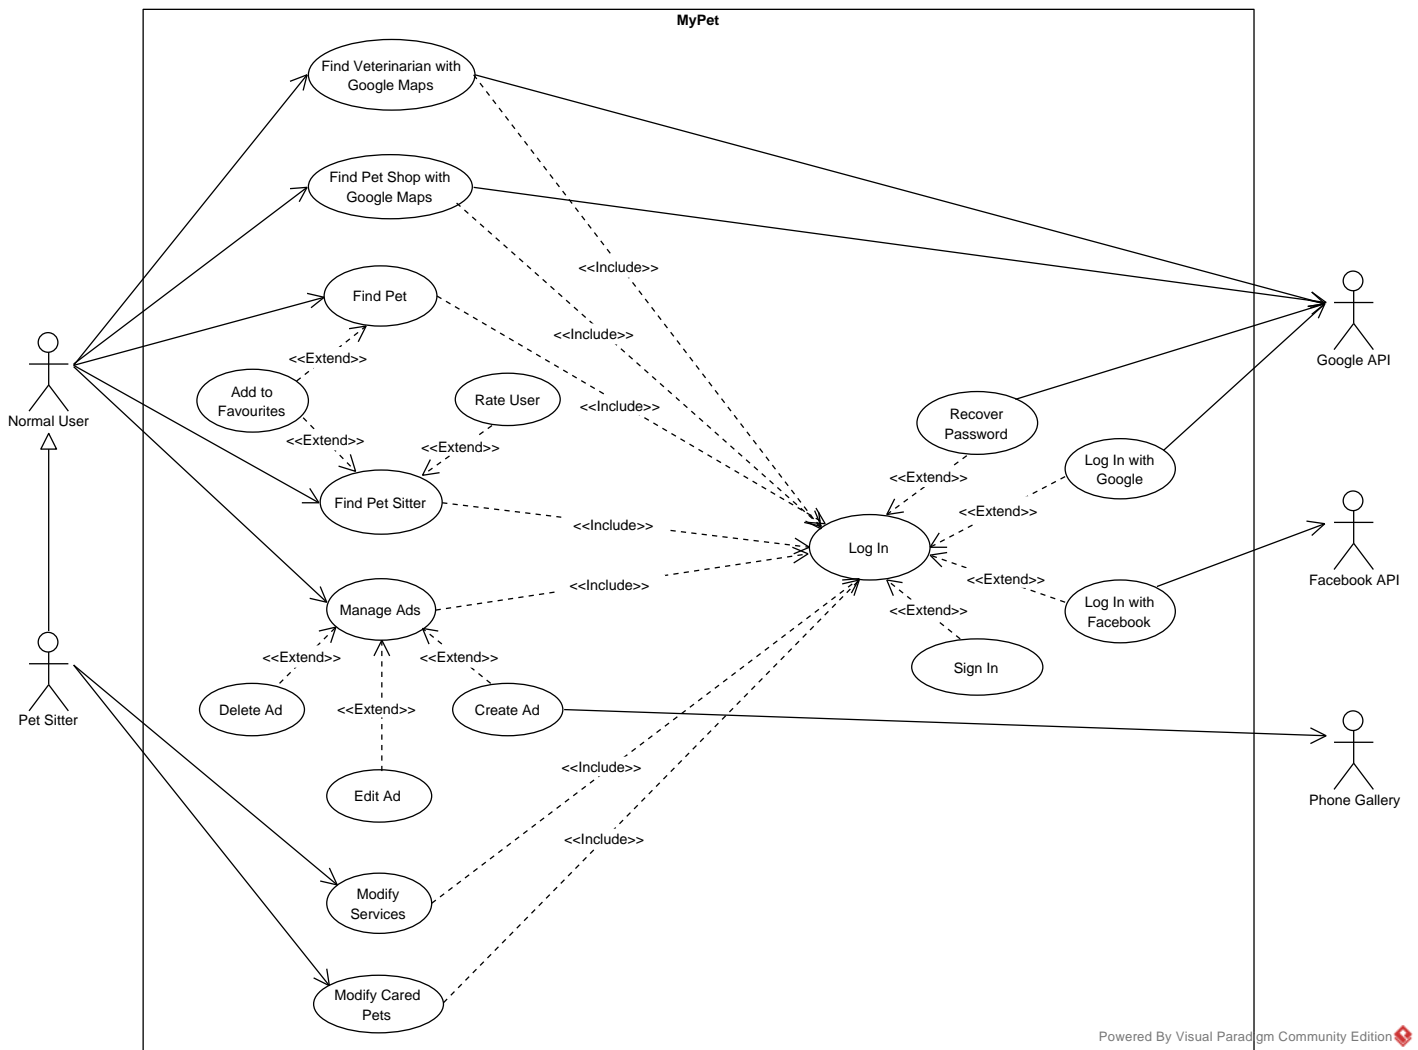 MyPet
Find Veterinarian with
Google Maps
Find Pet Shop with
Google Maps
<<Include>>
Find Pet
<<Include>>
<<Extend>>
Google API
Add to
Favourites
Rate User
<<Include>>
Recover
Password
Normal User
<<Extend>>
<<Extend>>
Log In with
Google
<<Extend>>
Find Pet Sitter
<<Extend>>
<<Include>>
Log In
Facebook API
<<Extend>>
<<Include>>
Manage Ads
<<Extend>>
Log In with
Facebook
<<Extend>>
<<Extend>>
Sign In
Pet Sitter
Delete Ad
<<Extend>>
Create Ad
<<Include>>
Edit Ad
Phone Gallery
<<Include>>
Modify
Services
Modify Cared
Pets
Powered By Visual Paradigm Community Edition